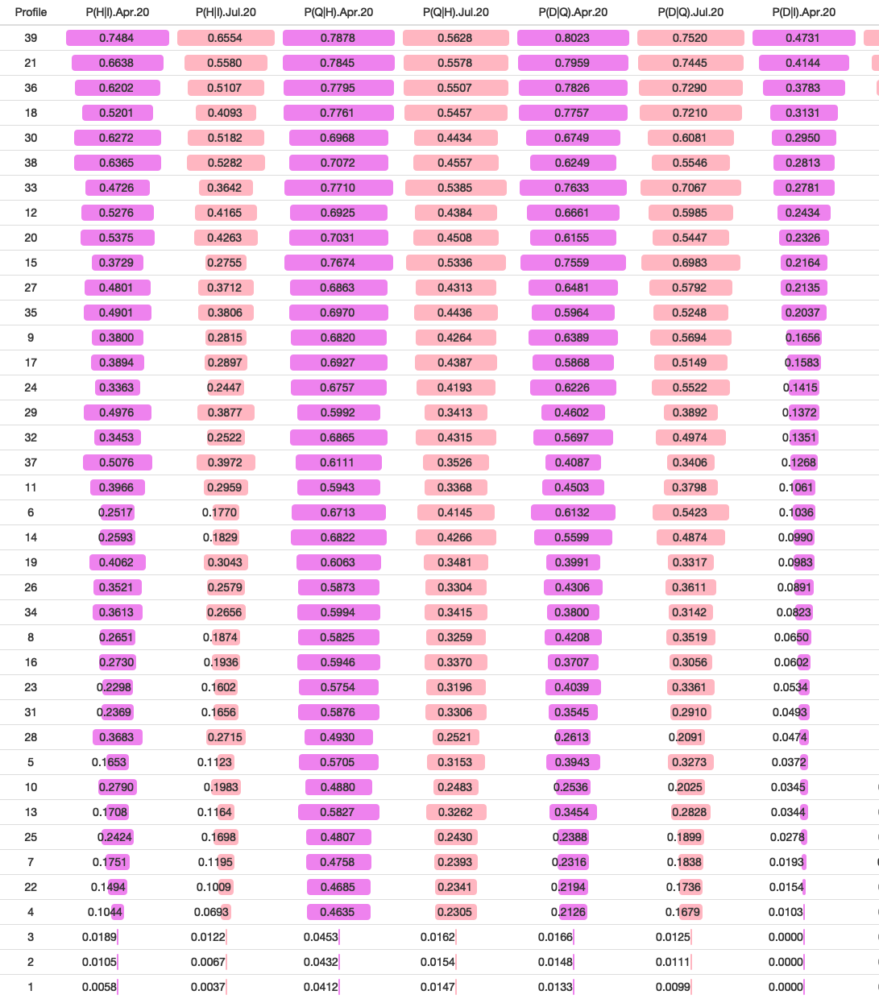 Profile P(H|I).Apr.20 P(H|I).Jul.20 P(Q|H).Apr.20 P(Q|H).Jul.20 P(D|Q).Apr.20 P(D|Q).Jul.20 P(D|I).Apr.20
39 0.7484 0.6554 0.7878 0.5628 0.8023 0.7520 0.4731
21 0.6638 0.5580 0.7845 0.5578 0.7959 0.7445 0.4144
36 0.6202 0.5107 0.7795 0.5507 0.7826 0.7290 0.3783
18 0.5201 0.4093 0.7761 0.5457 0.7757 0.7210 0.3131
30 0.6272 0.5182 0.6968 0.4434 0.6749 0.6081 0.2950
38 0.6365 0.5282 0.7072 0.4557 0.6249 0.5546 0.2813
33 0.4726 0.3642 0.7710 0.5385 0.7633 0.7067 0.2781
12 0.5276 0.4165 0.6925 0.4384 0.6661 0.5985 0.2434
20 0.5375 0.4263 0.7031 0.4508 0.6155 0.5447 0.2326
15 0.3729 0.2755 0.7674 0.5336 0.7559 0.6983 0.2164
27 0.4801 0.3712 0.6863 0.4313 0.6481 0.5792 0.2135
35 0.4901 0.3806 0.6970 0.4436 0.5964 0.5248 0.2037
9 0.3800 0.2815 0.6820 0.4264 0.6389 0.5694 0.1656
17 0.3894 0.2897 0.6927 0.4387 0.5868 0.5149 0.1583
24 0.3363 0.2447 0.6757 0.4193 0.6226 0.5522 0.1415
29 0.4976 0.3877 0.5992 0.3413 0.4602 0.3892 0.1372
32 0.3453 0.2522 0.6865 0.4315 0.5697 0.4974 0.1351
37 0.5076 0.3972 0.6111 0.3526 0.4087 0.3406 0.1268
11 0.3966 0.2959 0.5943 0.3368 0.4503 0.3798 0.1061
6 0.2517 0.1770 0.6713 0.4145 0.6132 0.5423 0.1036
14 0.2593 0.1829 0.6822 0.4266 0.5599 0.4874 0.0990
19 0.4062 0.3043 0.6063 0.3481 0.3991 0.3317 0.0983
26 0.3521 0.2579 0.5873 0.3304 0.4306 0.3611 0.0891
34 0.3613 0.2656 0.5994 0.3415 0.3800 0.3142 0.0823
8 0.2651 0.1874 0.5825 0.3259 0.4208 0.3519 0.0650
16 0.2730 0.1936 0.5946 0.3370 0.3707 0.3056 0.0602
23 0.2298 0.1602 0.5754 0.3196 0.4039 0.3361 0.0534
31 0.2369 0.1656 0.5876 0.3306 0.3545 0.2910 0.0493
28 0.3683 0.2715 0.4930 0.2521 0.2613 0.2091 0.0474
5 0.1653 0.1123 0.5705 0.3153 0.3943 0.3273 0.0372
10 0.2790 0.1983 0.4880 0.2483 0.2536 0.2025 0.0345
13 0.1708 0.1164 0.5827 0.3262 0.3454 0.2828 0.0344
25 0.2424 0.1698 0.4807 0.2430 0.2388 0.1899 0.0278
7 0.1751 0.1195 0.4758 0.2393 0.2316 0.1838 0.0193
22 0.1494 0.1009 0.4685 0.2341 0.2194 0.1736 0.0154
4 0.1044 0.0693 0.4635 0.2305 0.2126 0.1679 0.0103
3 0.0189 0.0122 0.0453 0.0162 0.0166 0.0125 0.0000
2 0.0105 0.0067 0.0432 0.0154 0.0148 0.0111 0.0000
1 0.0058 0.0037 0.0412 0.0147 0.0133 0.0099 0.0000